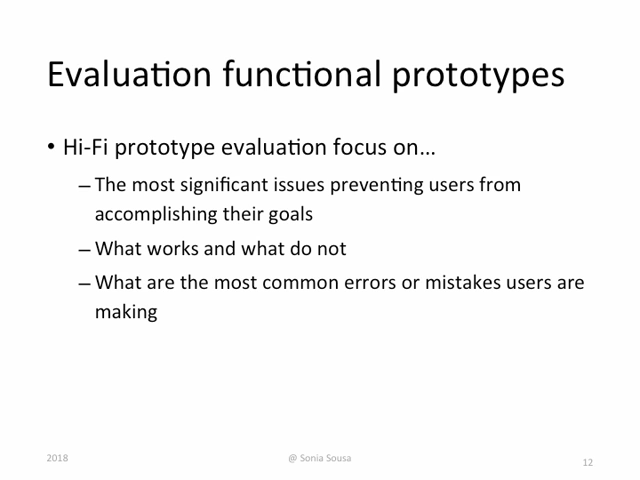 Evaluation functional prototypes
• Hi-Fi prototype evaluation focus on…
– The most significant issues preventing users from
accomplishing their goals
– What works and what do not
– What are the most common errors or mistakes users are
making
2018
@ Sonia Sousa
12